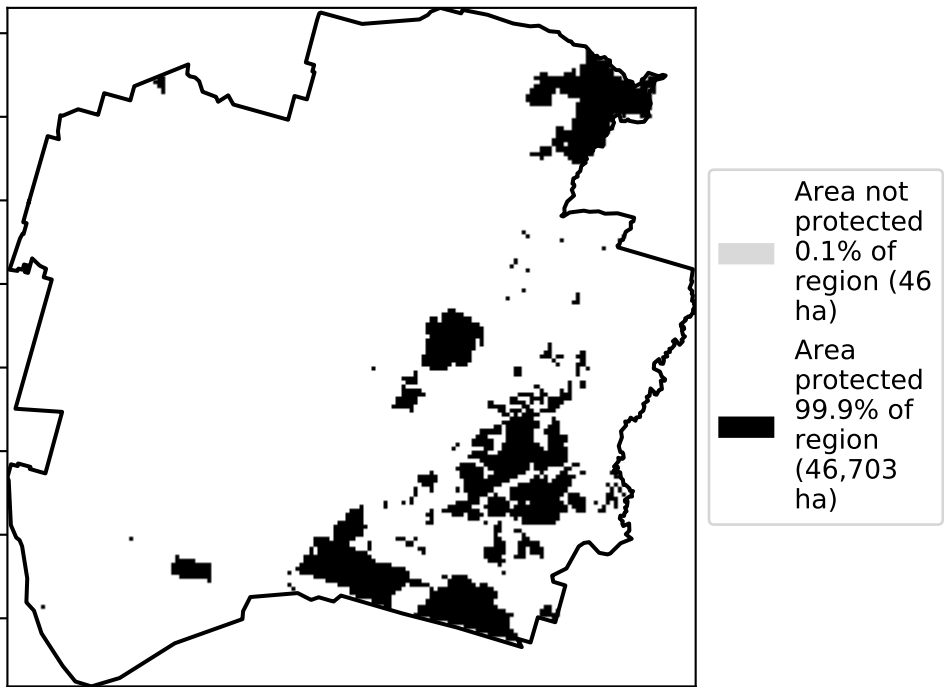 Area not
protected
0.1% of
region (46
ha)
Area
protected
99.9% of
region
(46,703
ha)